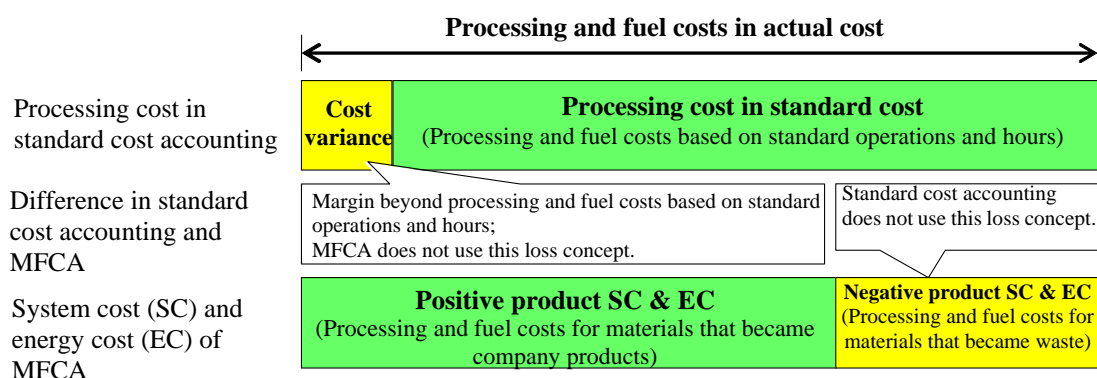 Processing and fuel costs in actual cost
Processing cost in
standard cost accounting
Cost
variance
Processing cost in standard cost
(Processing and fuel costs based on standard operations and hours)
Difference in standard
cost accounting and
MFCA
Margin beyond processing and fuel costs based on standard
operations and hours;
MFCA does not use this loss concept.
Standard cost accounting
does not use this loss concept.
System cost (SC) and
energy cost (EC) of
MFCA
Positive product SC & EC
(Processing and fuel costs for materials that became
company products)
Negative product SC & EC
(Processing and fuel costs for
materials that became waste)